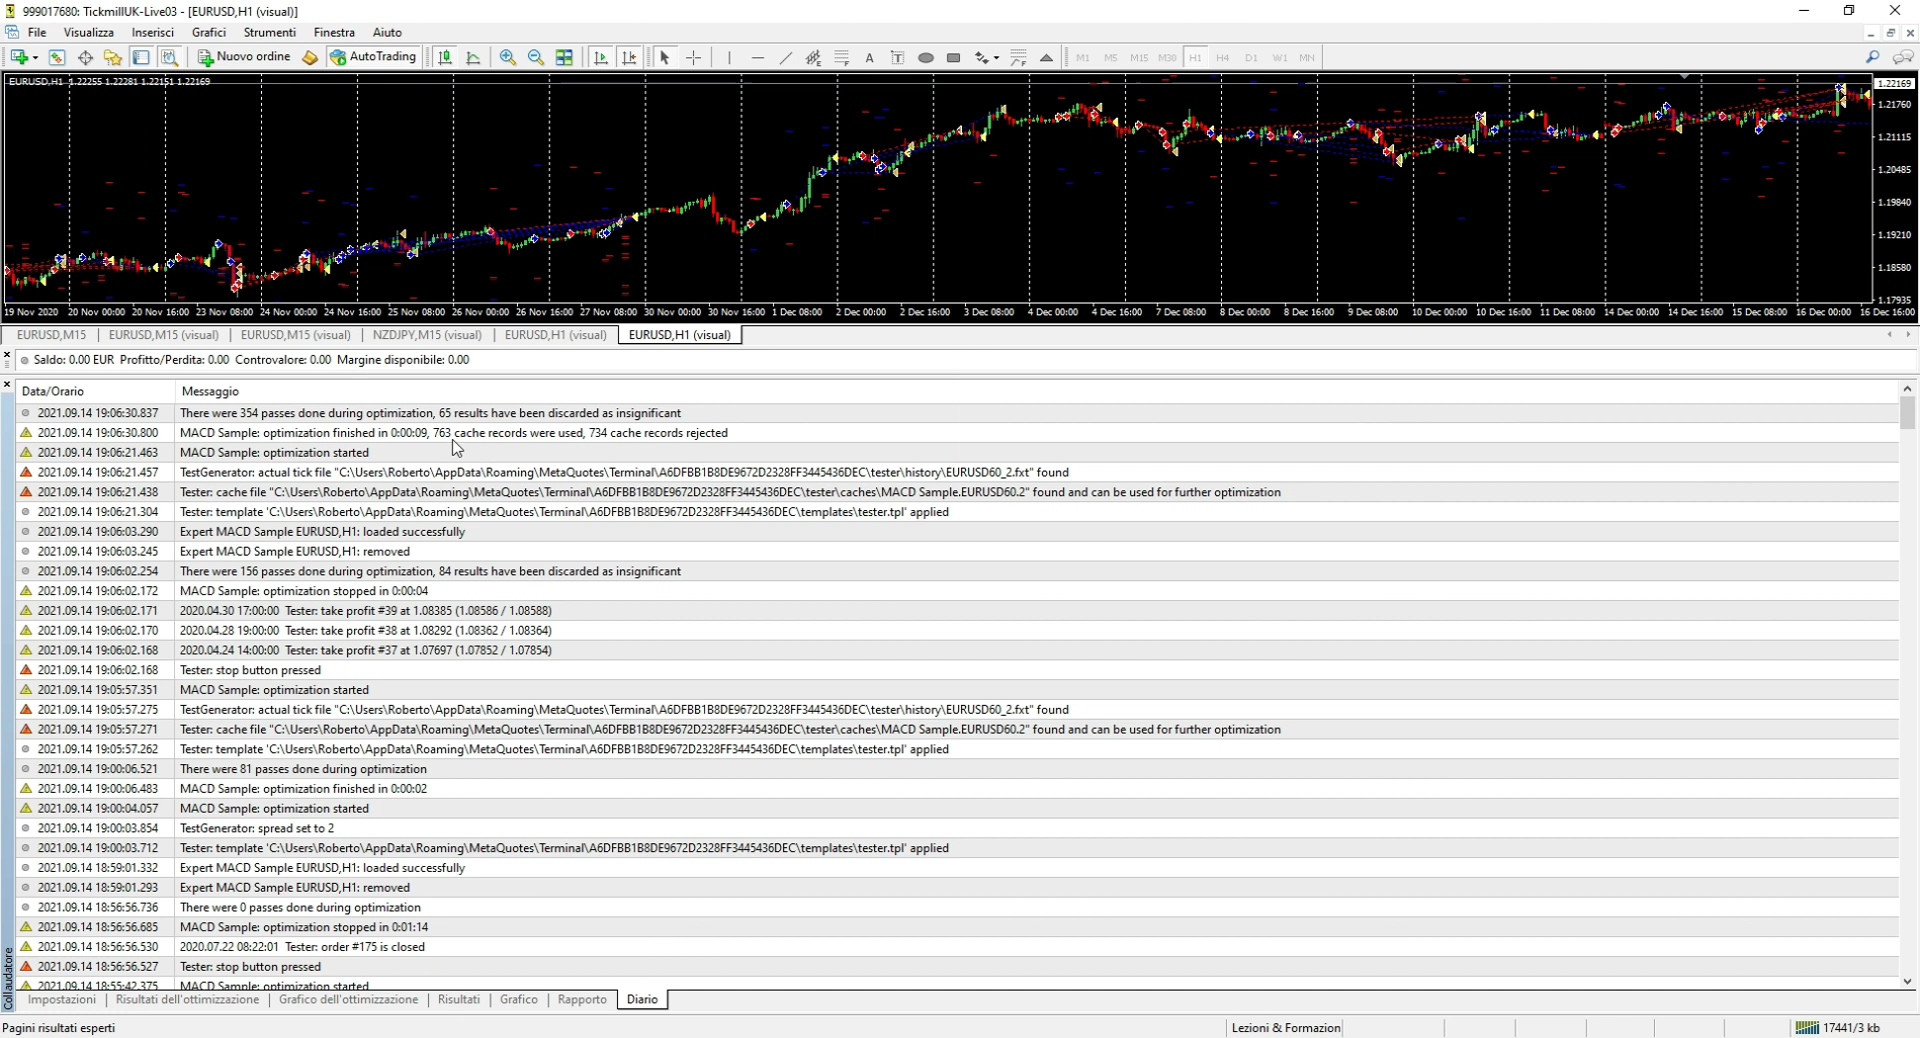 999017680: TickmillUK-Live03 - [EURUSD,H1 (visual)]
File Visualizza Inserisci Grafici Strumenti Finestra Aiuto
Nuovo ordine AutoTrading A T M1 M5 M15 M30 H1 H4 D1 W1 MN
EURUSD,H1 1.22255 1.22281 1.22151 1.22169
1.22169
1.21760
1.21115
1.20485
1.19840
1.19210
1.18580
1.17935
19 Nov 2020 20 Nov 00:00 20 Nov 16:00 23 Nov 08:00 24 Nov 00:00 24 Nov 16:00 25 Nov 08:00 26 Nov 00:00 26 Nov 16:00 27 Nov 08:00 30 Nov 00:00 30 Nov 16:00 1 Dec 08:00 2 Dec 00:00 2 Dec 16:00 3 Dec 08:00 4 Dec 00:00 4 Dec 16:00 7 Dec 08:00 8 Dec 00:00 8 Dec 16:00 9 Dec 08:00 10 Dec 00:00 10 Dec 16:00 11 Dec 08:00 14 Dec 00:00 14 Dec 16:00 15 Dec 08:00 16 Dec 00:00 16 Dec 16:00
EURUSD,M15 EURUSD,M15 (visual) EURUSD,M15 (visual) NZDJPY,M15 (visual) EURUSD,H1 (visual) EURUSD,H1 (visual)
Saldo: 0.00 EUR Profitto/Perdita: 0.00 Controvalore: 0.00 Margine disponibile: 0.00
Data/Orario Messaggio
2021.09.14 19:06:30.837 There were 354 passes done during optimization, 65 results have been discarded as insignificant
2021.09.14 19:06:30.800 MACD Sample: optimization finished in 0:00:09, 763 cache records were used, 734 cache records rejected
2021.09.14 19:06:21.463 MACD Sample: optimization started
2021.09.14 19:06:21.457 TestGenerator: actual tick file "C:\Users\Roberto\AppData\Roaming\MetaQuotes\Terminal\A6DFBB1B8DE9672D2328FF3445436DEC\tester\history\EURUSD60_2.fxt" found
2021.09.14 19:06:21.438 Tester: cache file "C:\Users\Roberto\AppData\Roaming\MetaQuotes\Terminal\A6DFBB1B8DE9672D2328FF3445436DEC\tester\caches\MACD Sample.EURUSD60.2" found and can be used for further optimization
2021.09.14 19:06:21.304 Tester: template 'C:\Users\Roberto\AppData\Roaming\MetaQuotes\Terminal\A6DFBB1B8DE9672D2328FF3445436DEC\templates\tester.tpl' applied
2021.09.14 19:06:03.290 Expert MACD Sample EURUSD,H1: loaded successfully
2021.09.14 19:06:03.245 Expert MACD Sample EURUSD,H1: removed
2021.09.14 19:06:02.254 There were 156 passes done during optimization, 84 results have been discarded as insignificant
2021.09.14 19:06:02.172 MACD Sample: optimization stopped in 0:00:04
2021.09.14 19:06:02.171 2020.04.30 17:00:00 Tester: take profit #39 at 1.08385 (1.08586 / 1.08588)
2021.09.14 19:06:02.170 2020.04.28 19:00:00 Tester: take profit #38 at 1.08292 (1.08362 / 1.08364)
2021.09.14 19:06:02.168 2020.04.24 14:00:00 Tester: take profit #37 at 1.07697 (1.07852 / 1.07854)
2021.09.14 19:06:02.168 Tester: stop button pressed
2021.09.14 19:05:57.351 MACD Sample: optimization started
2021.09.14 19:05:57.275 TestGenerator: actual tick file "C:\Users\Roberto\AppData\Roaming\MetaQuotes\Terminal\A6DFBB1B8DE9672D2328FF3445436DEC\tester\history\EURUSD60_2.fxt" found
2021.09.14 19:05:57.271 Tester: cache file "C:\Users\Roberto\AppData\Roaming\MetaQuotes\Terminal\A6DFBB1B8DE9672D2328FF3445436DEC\tester\caches\MACD Sample.EURUSD60.2" found and can be used for further optimization
2021.09.14 19:05:57.262 Tester: template 'C:\Users\Roberto\AppData\Roaming\MetaQuotes\Terminal\A6DFBB1B8DE9672D2328FF3445436DEC\templates\tester.tpl' applied
2021.09.14 19:00:06.521 There were 81 passes done during optimization
2021.09.14 19:00:06.483 MACD Sample: optimization finished in 0:00:02
2021.09.14 19:00:04.057 MACD Sample: optimization started
2021.09.14 19:00:03.854 TestGenerator: spread set to 2
2021.09.14 19:00:03.712 Tester: template 'C:\Users\Roberto\AppData\Roaming\MetaQuotes\Terminal\A6DFBB1B8DE9672D2328FF3445436DEC\templates\tester.tpl' applied
2021.09.14 18:59:01.332 Expert MACD Sample EURUSD,H1: loaded successfully
2021.09.14 18:59:01.293 Expert MACD Sample EURUSD,H1: removed
2021.09.14 18:56:56.736 There were 0 passes done during optimization
2021.09.14 18:56:56.685 MACD Sample: optimization stopped in 0:01:14
2021.09.14 18:56:56.530 2020.07.22 08:22:01 Tester: order #175 is closed
2021.09.14 18:56:56.527 Tester: stop button pressed
2021.09.14 18:55:42.375 MACD Sample: optimization started
Collaudatore
Impostazioni Risultati dell'ottimizzazione Grafico dell'ottimizzazione Risultati Grafico Rapporto Diario
Pagini risultati esperti Lezioni & Formazion 17441/3 kb